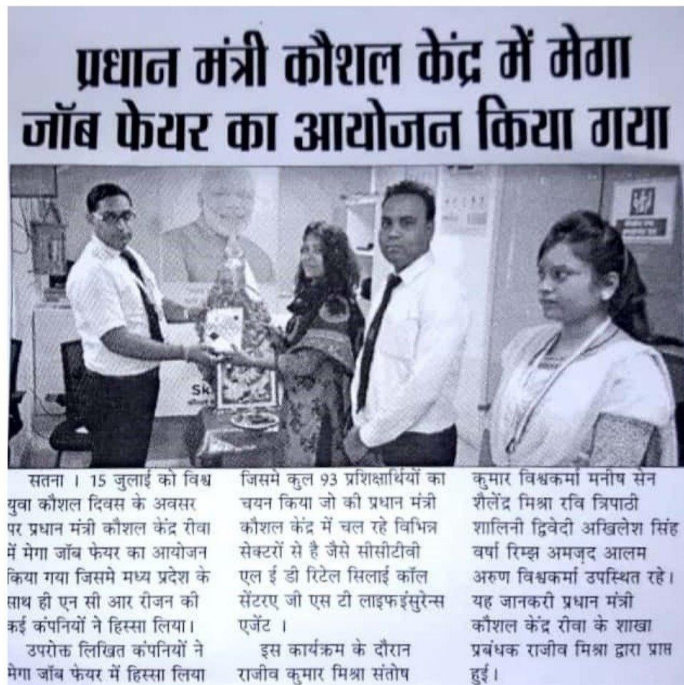 प्रधान मंत्री कौशल केंद्र में मेगा
जॉब फेयर का आयोजन किया गया
Sk
सतना । 15 जुलाई को विश्व
युवा कौशल दिवस के अवसर
पर प्रधान मंत्री कौशल केंद्र रीवा
में मेगा जॉब फेयर का आयोजन
किया गया जिसमे मध्य प्रदेश के
साथ ही एन सी आर रीजन की
कई कंपनियों ने हिस्सा लिया।
उपरोक्त लिखित कंपनियों ने
मेगा जॉब फेयर में हिस्सा लिया
जिसमे कुल 93 प्रशिक्षार्थियों का
चयन किया जो की प्रधान मंत्री
कौशल केंद्र में चल रहे विभिन्न
सेक्टरों से है जैसे सीसीटीवी
एल ई डी रिटेल सिलाई कॉल
सेंटरए जी एस टी लाइफइंसुरेन्स
एजेंट ।
इस कार्यक्रम के दौरान
राजीव कुमार मिश्रा संतोष
कुमार विश्वकर्मा मनीष सेन
शैलेंद्र मिश्रा रवि त्रिपाठी
शालिनी द्विवेदी अखिलेश सिंह
वर्षा रिम्झ अमजद आलम
अरुण विश्वकर्मा उपस्थित रहे।
यह जानकरी प्रधान मंत्री
कौशल केंद्र रीवा के शाखा
प्रबंधक राजीव मिश्रा द्वारा प्राप्त
हुई।